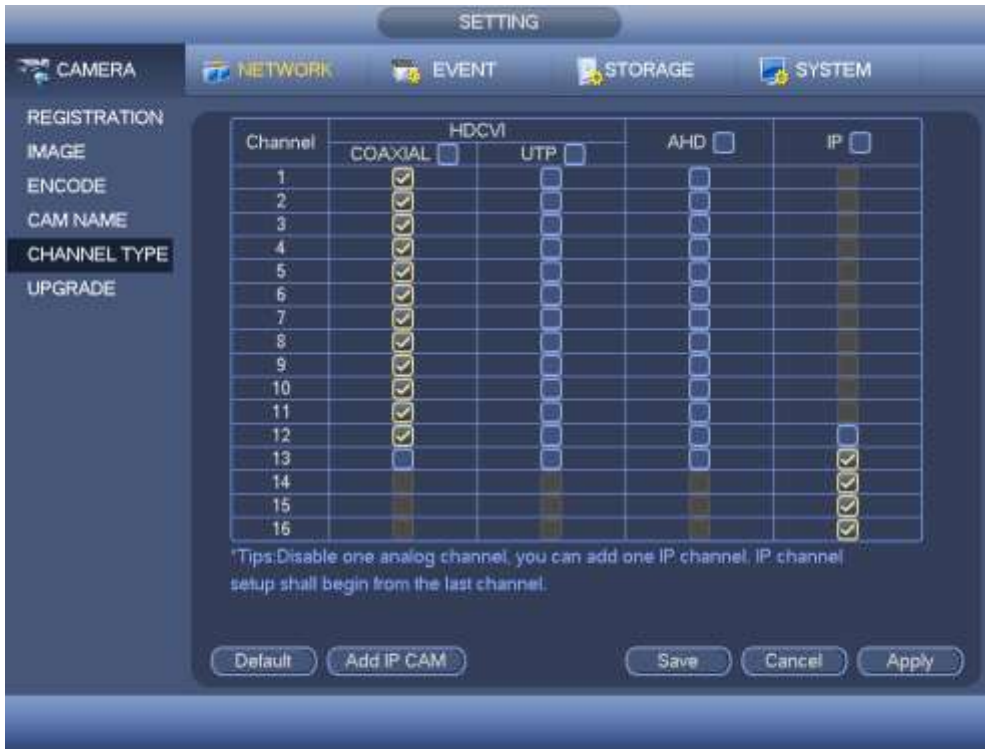 SETTING
CAMERA NETWORK EVENT STORAGE SYSTEM
REGISTRATION
IMAGE
ENCODE
CAM NAME
CHANNEL TYPE
UPGRADE
Channel HDCVI AHD IP
COAXIAL UTP
1
2
3
4
5
6
7
8
9
10
11
12
13
14
15
16
*Tips:Disable one analog channel, you can add one IP channel. IP channel
setup shall begin from the last channel.
Default Add IP CAM Save Cancel Apply